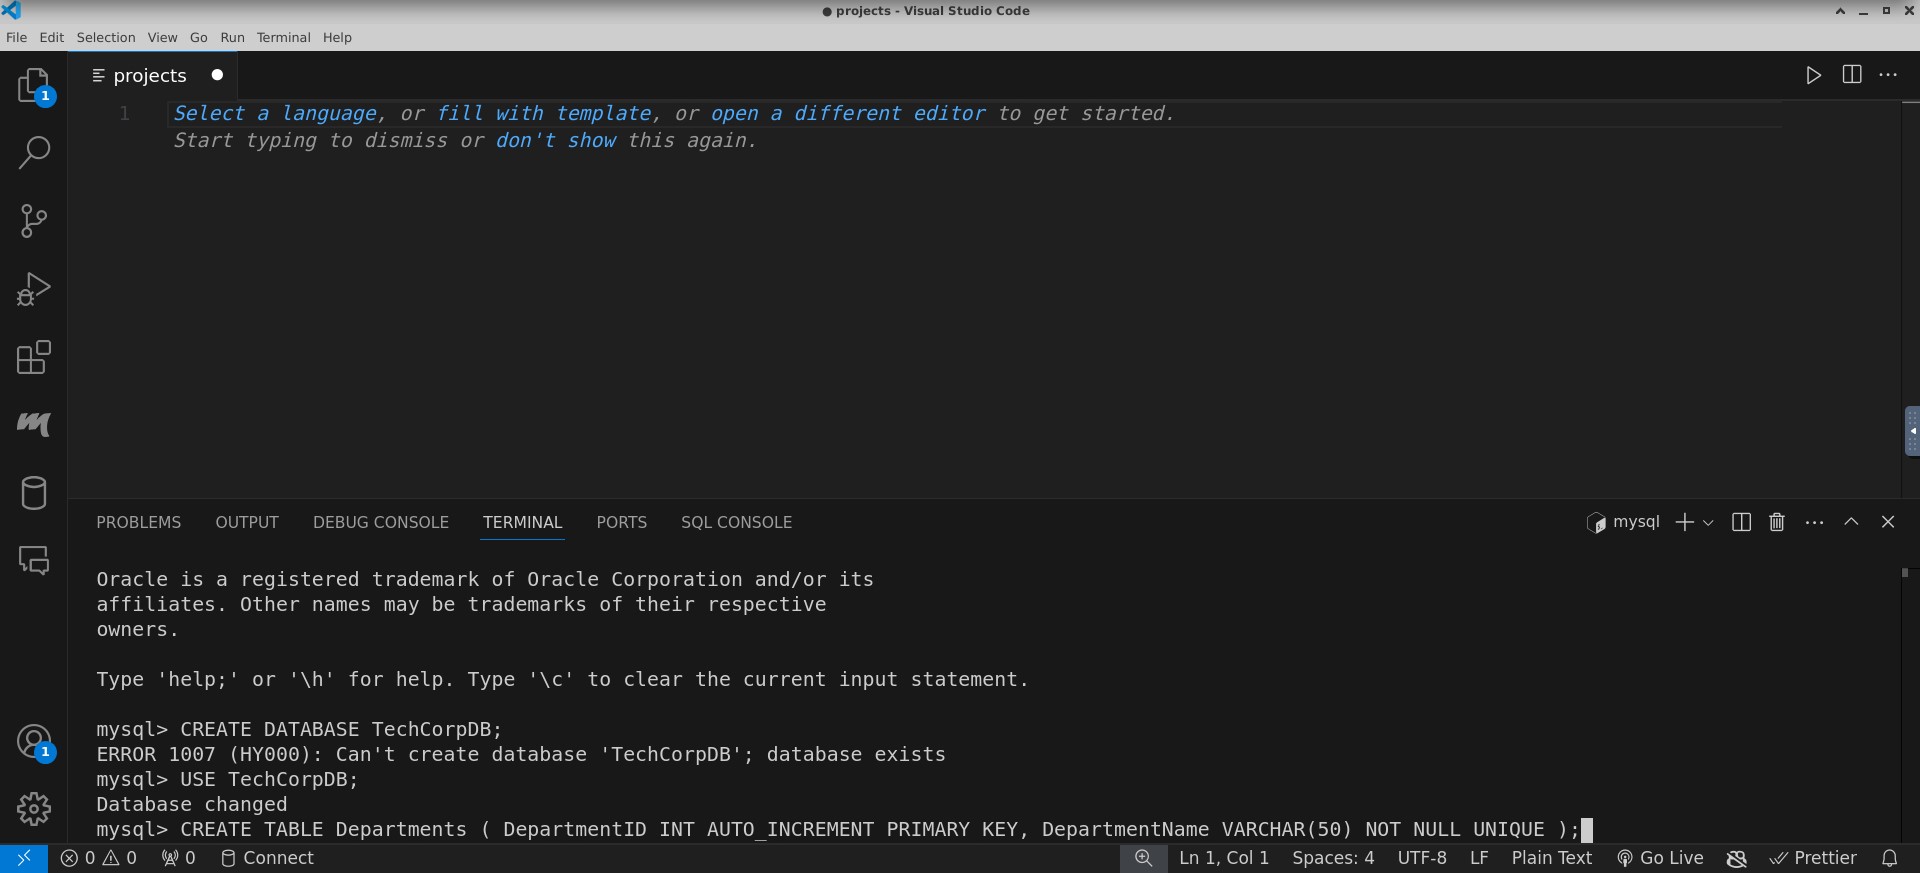 ● projects - Visual Studio Code
File Edit Selection View Go Run Terminal Help
1
projects
1 Select a language, or fill with template, or open a different editor to get started.
Start typing to dismiss or don't show this again.
PROBLEMS OUTPUT DEBUG CONSOLE TERMINAL PORTS SQL CONSOLE mysql
Oracle is a registered trademark of Oracle Corporation and/or its
affiliates. Other names may be trademarks of their respective
owners.
Type 'help;' or '\h' for help. Type '\c' to clear the current input statement.
mysql> CREATE DATABASE TechCorpDB;
ERROR 1007 (HY000): Can't create database 'TechCorpDB'; database exists
mysql> USE TechCorpDB;
Database changed
mysql> CREATE TABLE Departments ( DepartmentID INT AUTO_INCREMENT PRIMARY KEY, DepartmentName VARCHAR(50) NOT NULL UNIQUE );
1
0 0 0 Connect Ln 1, Col 1 Spaces: 4 UTF-8 LF Plain Text Go Live Prettier